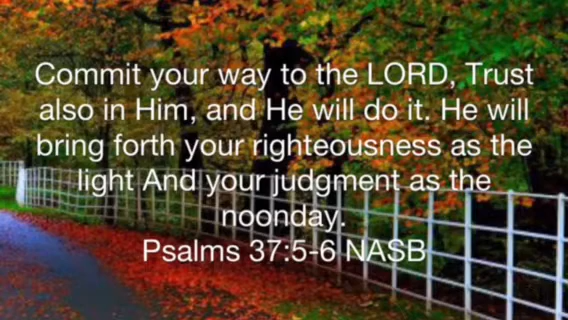 Commit your way to the LORD, Trust
also in Him, and He will do it. He will
bring forth your righteousness as the
light And your judgment as the
noonday.
Psalms 37:5-6 NASB